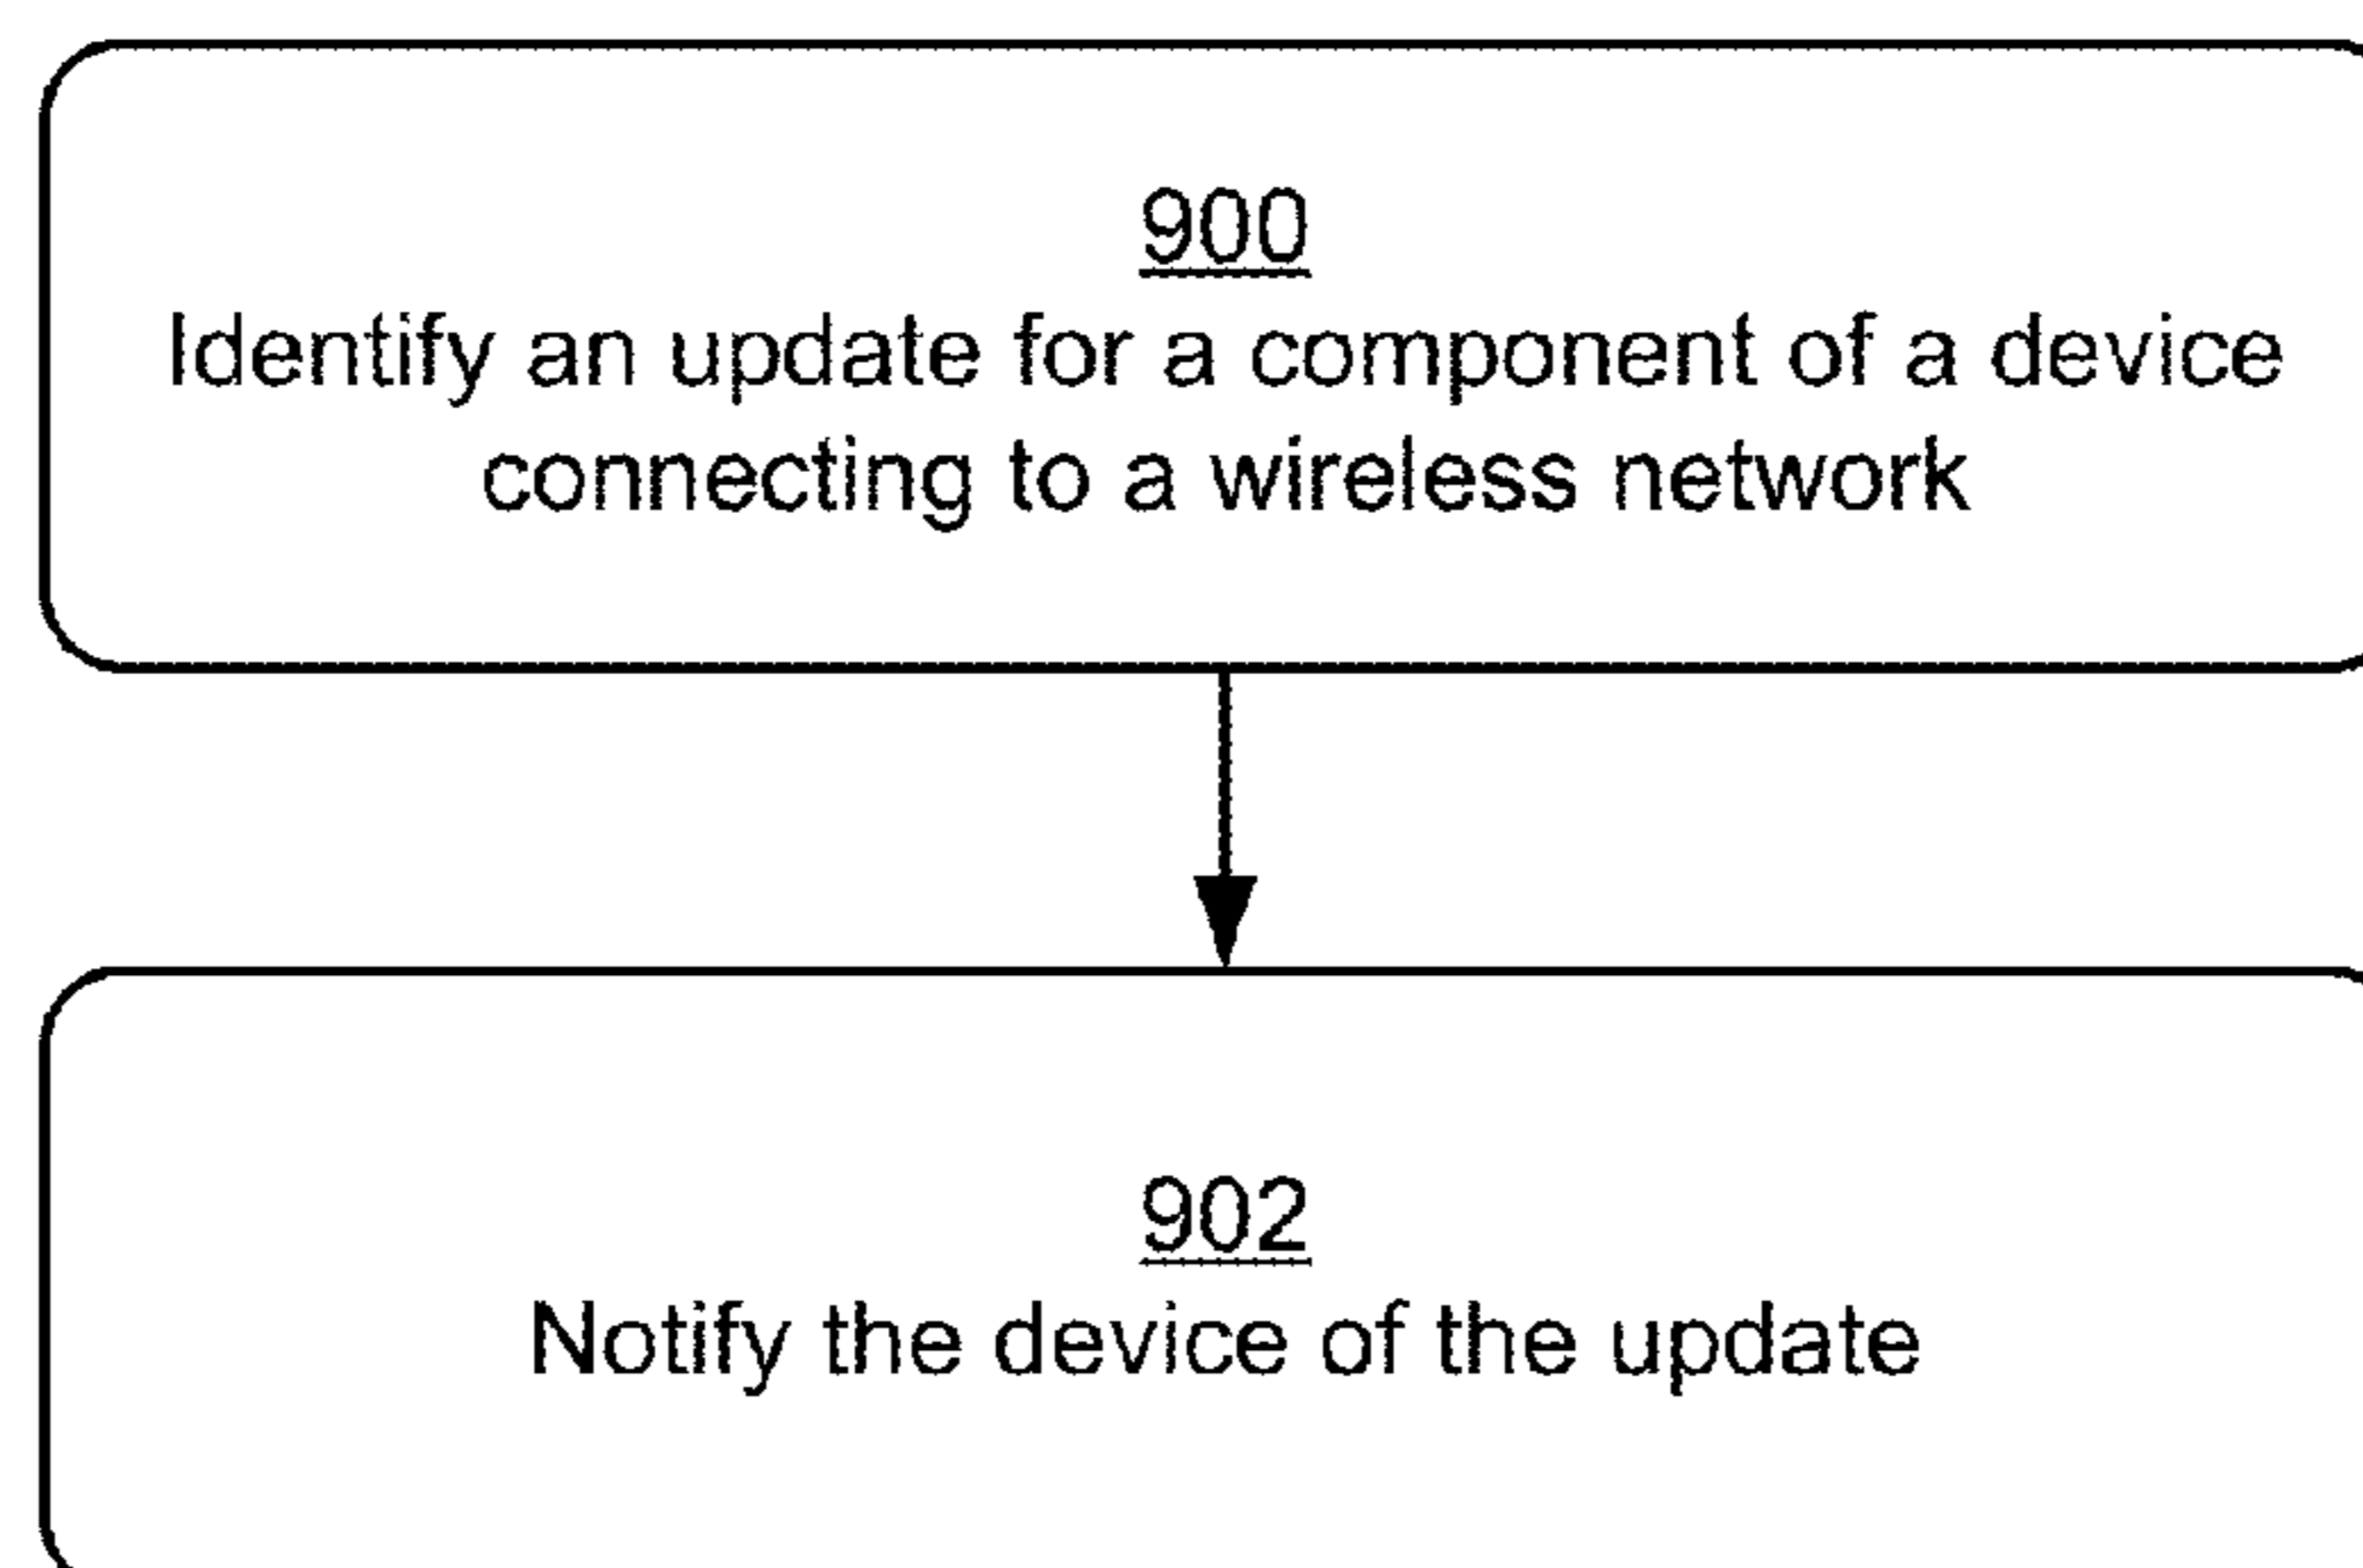 900
Identify an update for a component of a device
connecting to a wireless network
902
Notify the device of the update